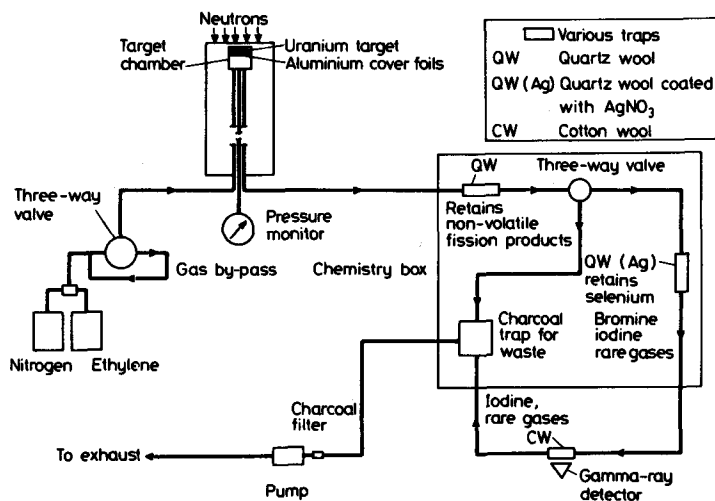 Neutrons
Target
chamber
Uranium target
Aluminium cover foils
Various traps
QW Quartz wool
QW (Ag) Quartz wool coated
with AgNO₃
CW Cotton wool
Three-way
valve
Pressure
monitor
Gas by-pass
Nitrogen
Ethylene
Chemistry box
QW
Retains
non-volatile
fission products
Three-way valve
QW (Ag)
retains
selenium
Bromine
iodine
rare gases
Charcoal
trap for
waste
Iodine,
rare gases
CW
Gamma-ray
detector
Charcoal
filter
To exhaust
Pump